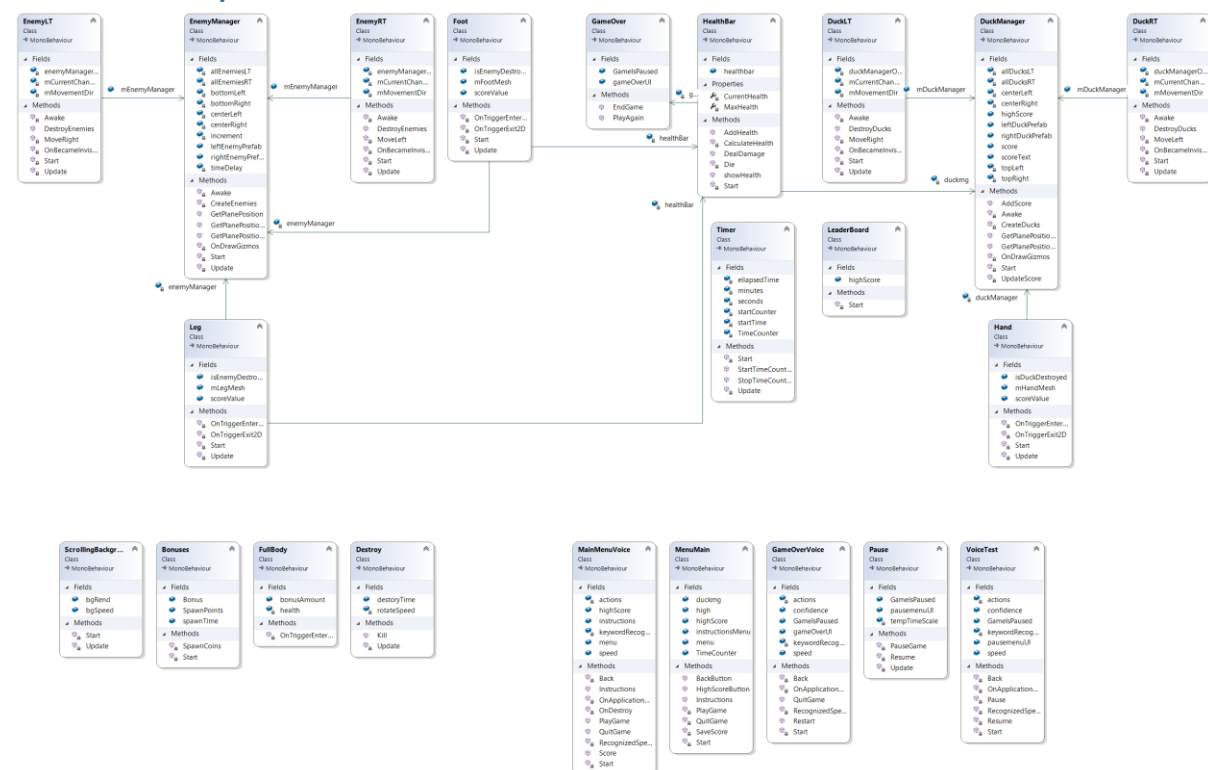 EnemyLT
Class
MonoBehaviour
Fields
enemyManager...
mCurrentChan...
mMovementDir
Methods
Awake
DestroyEnemies
MoveRight
OnBecameInvis...
Start
Update
mEnemyManager
EnemyManager
Class
MonoBehaviour
Fields
allEnemiesLT
allEnemiesRT
bottomLeft
bottomRight
centerLeft
centerRight
increment
leftEnemyPrefab
rightEnemyPref...
timeDelay
Methods
Awake
CreateEnemies
GetPlanePosition
GetPlanePositio...
GetPlanePositio...
OnDrawGizmos
Start
Update
mEnemyManager
EnemyRT
Class
MonoBehaviour
Fields
enemyManager...
mCurrentChan...
mMovementDir
Methods
Awake
DestroyEnemies
MoveLeft
OnBecameInvis...
Start
Update
Foot
Class
MonoBehaviour
Fields
isEnemyDestro...
mFootMesh
scoreValue
Methods
OnTriggerEnter...
OnTriggerExit2D
Start
Update
enemyManager
healthBar
GameOver
Class
MonoBehaviour
Fields
GameIsPaused
gameOverUI
Methods
EndGame
PlayAgain
g...
HealthBar
Class
MonoBehaviour
Fields
healthbar
Properties
CurrentHealth
MaxHealth
Methods
AddHealth
CalculateHealth
DealDamage
Die
showHealth
Start
healthBar
DuckLT
Class
MonoBehaviour
Fields
duckManagerO...
mCurrentChan...
mMovementDir
Methods
Awake
DestroyDucks
MoveRight
OnBecameInvis...
Start
Update
mDuckManager
duckmg
DuckManager
Class
MonoBehaviour
Fields
allDucksLT
allDucksRT
centerLeft
centerRight
highScore
leftDuckPrefab
rightDuckPrefab
score
scoreText
topLeft
topRight
Methods
AddScore
Awake
CreateDucks
GetPlanePositio...
GetPlanePositio...
OnDrawGizmos
Start
UpdateScore
mDuckManager
DuckRT
Class
MonoBehaviour
Fields
duckManagerO...
mCurrentChan...
mMovementDir
Methods
Awake
DestroyDucks
MoveLeft
OnBecameInvis...
Start
Update
Timer
Class
MonoBehaviour
Fields
ellapsedTime
minutes
seconds
startCounter
startTime
TimeCounter
Methods
Start
StartTimeCount...
StopTimeCount...
Update
LeaderBoard
Class
MonoBehaviour
Fields
highScore
Methods
Start
enemyManager
Leg
Class
MonoBehaviour
Fields
isEnemyDestro...
mLegMesh
scoreValue
Methods
OnTriggerEnter...
OnTriggerExit2D
Start
Update
duckManager
Hand
Class
MonoBehaviour
Fields
isDuckDestroyed
mHandMesh
scoreValue
Methods
OnTriggerEnter...
OnTriggerExit2D
Start
Update
ScrollingBackgr...
Class
MonoBehaviour
Fields
bgRend
bgSpeed
Methods
Start
Update
Bonuses
Class
MonoBehaviour
Fields
Bonus
SpawnPoints
spawnTime
Methods
SpawnCoins
Start
FullBody
Class
MonoBehaviour
Fields
bonusAmount
health
Methods
OnTriggerEnter...
Destroy
Class
MonoBehaviour
Fields
destoryTime
rotateSpeed
Methods
Kill
Update
MainMenuVoice
Class
MonoBehaviour
Fields
actions
highScore
instructions
keywordRecog...
menu
speed
Methods
Back
Instructions
OnApplication...
OnDestroy
PlayGame
QuitGame
RecognizedSpe...
Score
Start
MenuMain
Class
MonoBehaviour
Fields
duckmg
high
highScore
instructionsMenu
menu
TimeCounter
Methods
BackButton
HighScoreButton
Instructions
PlayGame
QuitGame
SaveScore
Start
GameOverVoice
Class
MonoBehaviour
Fields
actions
confidence
GameIsPaused
gameOverUI
keywordRecog...
speed
Methods
Back
OnApplication...
QuitGame
RecognizedSpe...
Restart
Start
Pause
Class
MonoBehaviour
Fields
GameIsPaused
pausemenuUI
tempTimeScale
Methods
PauseGame
Resume
Update
VoiceTest
Class
MonoBehaviour
Fields
actions
confidence
GameIsPaused
keywordRecog...
pausemenuUI
speed
Methods
Back
OnApplication...
Pause
RecognizedSpe...
Resume
Start